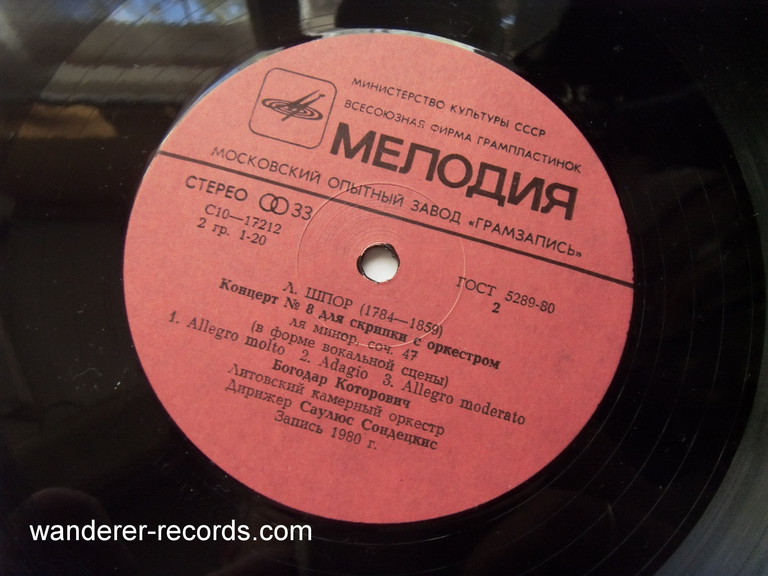 МИНИСТЕРСТВО КУЛЬТУРЫ СССР
ВСЕСОЮЗНАЯ ФИРМА ГРАМПЛАСТИНОК
МЕЛОДИЯ
МОСКОВСКИЙ ОПЫТНЫЙ ЗАВОД «ГРАМЗАПИСЬ»
СТЕРЕО 33
С10—17212
2 гр. 1-20
ГОСТ 5289-80
2
Л. ШПОР (1784—1859)
Концерт № 8 для скрипки с оркестром
ля минор, соч. 47
(в форме вокальной сцены)
1. Allegro molto 2. Adagio 3. Allegro moderato
Богодар Которович
Литовский камерный оркестр
Дирижер Саулюс Сондецкис
Запись 1980 г.
wanderer-records.com